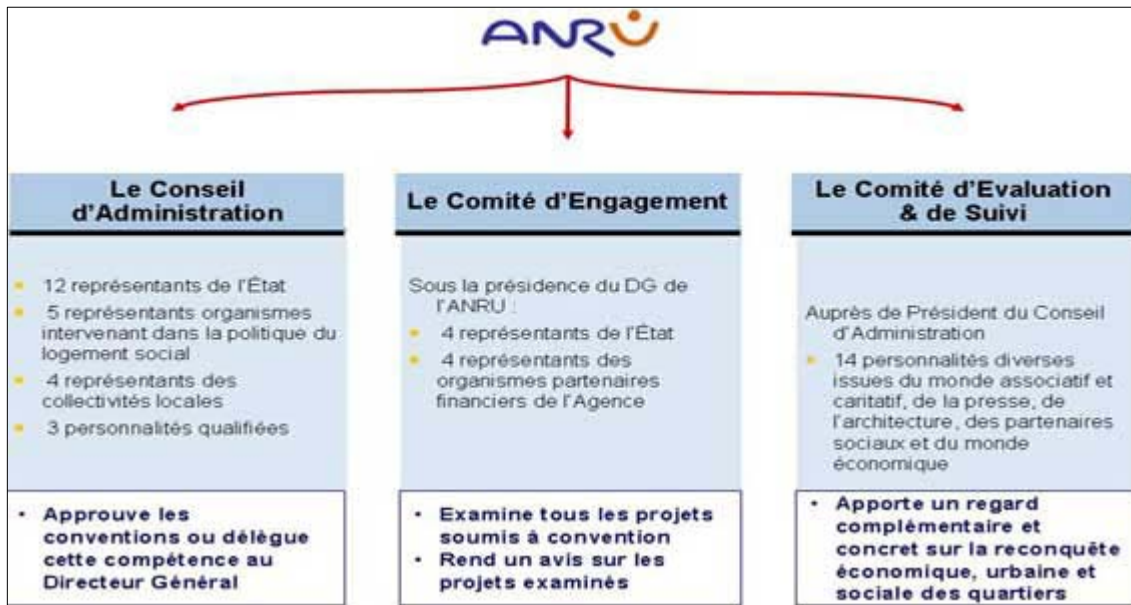 ANRU
Le Conseil
d'Administration
12 représentants de l'État
5 représentants organismes
intervenant dans la politique du
logement social
4 représentants des
collectivités locales
3 personnalités qualifiées
Approuve les
conventions ou délègue
cette compétence au
Directeur Général
Le Comité d'Engagement
Sous la présidence du DG de
l'ANRU :
4 représentants de l'État
4 représentants des
organismes partenaires
financiers de l'Agence
Examine tous les projets
soumis à convention
Rend un avis sur les
projets examinés
Le Comité d'Evaluation
& de Suivi
Auprès de Président du Conseil
d'Administration
14 personnalités diverses
issues du monde associatif et
caritatif, de la presse, de
l'architecture, des partenaires
sociaux et du monde
économique
Apporte un regard
complémentaire et
concret sur la reconquête
économique, urbaine et
sociale des quartiers